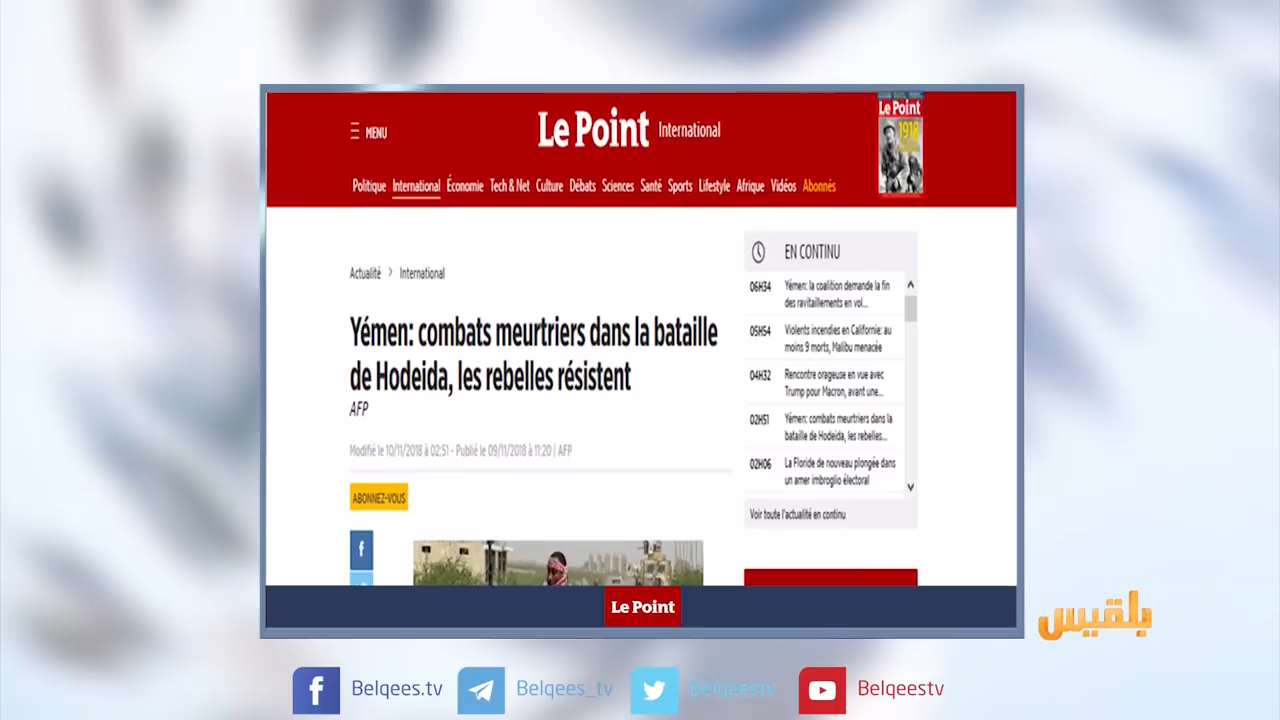 MENU
Le Point International
Le Point
1918
Politique International Économie Tech & Net Culture Débats Sciences Santé Sports Lifestyle Afrique Vidéos Abonnés
Actualité > International
Yémen: combats meurtriers dans la bataille
de Hodeida, les rebelles résistent
AFP
Modifié le 10/11/2018 à 02:51 - Publié le 09/11/2018 à 11:20 | AFP
ABONNEZ-VOUS
EN CONTINU
06H34 Yémen: la coalition demande la fin
des ravitaillements en vol...
05H54 Violents incendies en Californie: au
moins 9 morts, Malibu menacée
04H32 Rencontre orageuse en vue avec
Trump pour Macron, avant une...
02H51 Yémen: combats meurtriers dans la
bataille de Hodeida, les rebelles...
02H06 La Floride de nouveau plongée dans
un amer imbroglio électoral
Voir toute l'actualité en continu
Le Point
بلقيس
Belqees.tv Belqees_tv Belqeestv Belqeestv